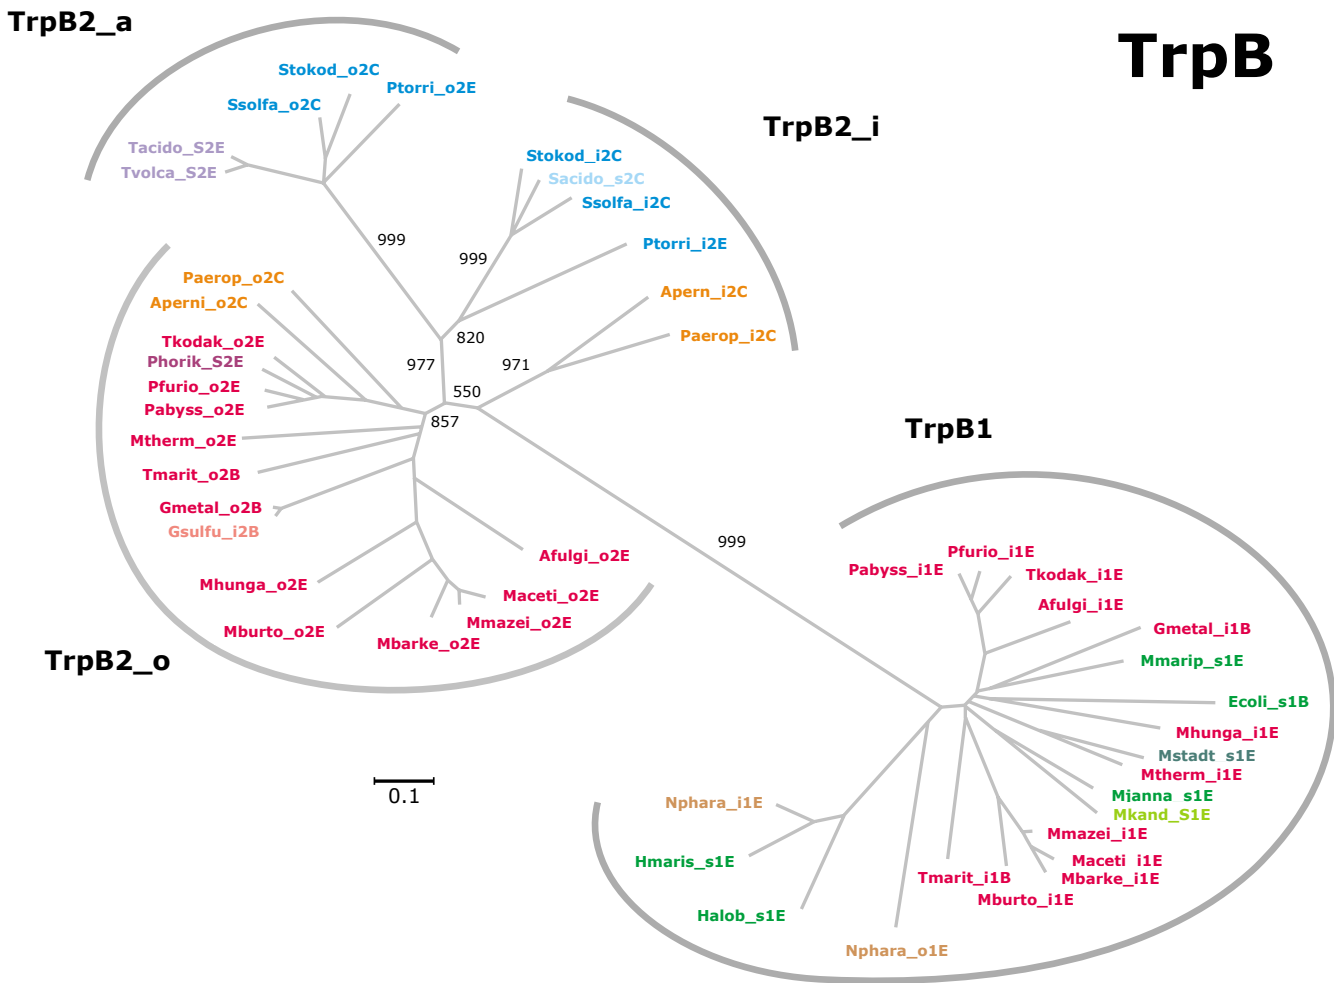 TrpB2_a
TrpB
Stokod_o2C
Ptorri_o2E
Ssolfa_o2C
Tacido_S2E
Tvolca_S2E
TrpB2_i
Stokod_i2C
Sacido_s2C
Ssolfa_i2C
Ptorri_i2E
Apern_i2C
Paerop_i2C
999
999
820
977
971
550
857
999
Paerop_o2C
Aperni_o2C
Tkodak_o2E
Phorik_S2E
Pfurio_o2E
Pabyss_o2E
Mtherm_o2E
Tmarit_o2B
Gmetal_o2B
Gsulfu_i2B
Afulgi_o2E
Mhunga_o2E
Maceti_o2E
Mmazei_o2E
Mburto_o2E
Mbarke_o2E
TrpB2_o
TrpB1
Pfurio_i1E
Pabyss_i1E
Tkodak_i1E
Afulgi_i1E
Gmetal_i1B
Mmarip_s1E
Ecoli_s1B
Mhunga_i1E
Mstadt_s1E
Mtherm_i1E
Mjanna_s1E
Mkand_S1E
Mmazei_i1E
Maceti_i1E
Mbarke_i1E
Mburto_i1E
Tmarit_i1B
Nphara_i1E
Hmaris_s1E
Halob_s1E
Nphara_o1E
0.1